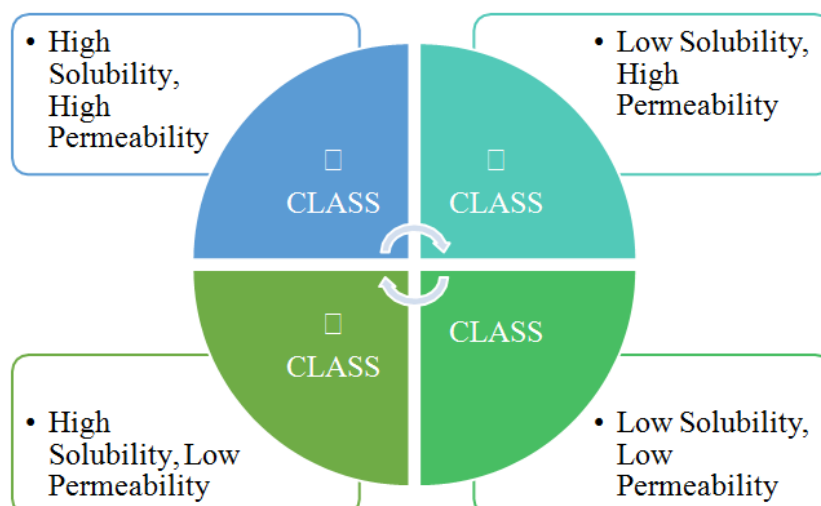 • High
Solubility,
High
Permeability
• Low Solubility,
High
Permeability
□
CLASS
□
CLASS
□
CLASS
CLASS
• High
Solubility, Low
Permeability
• Low Solubility,
Low
Permeability